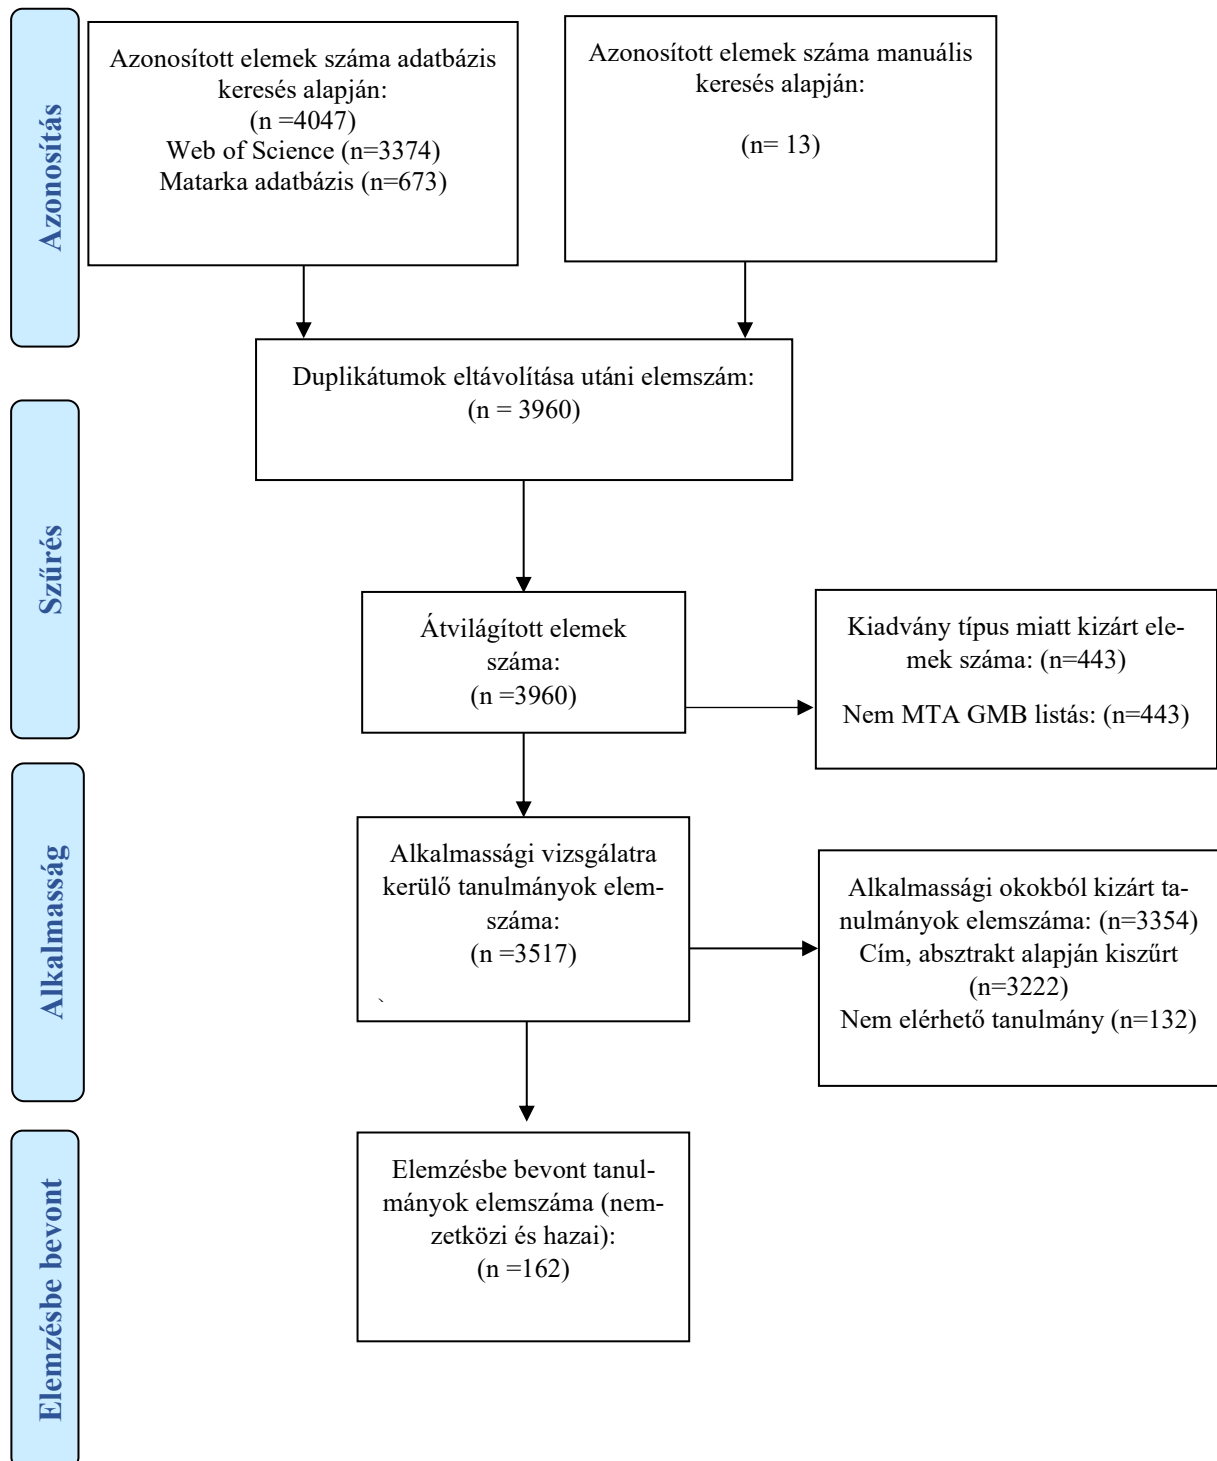 Azonosítás
Azonosított elemek száma adatbázis
keresés alapján:
(n =4047)
Web of Science (n=3374)
Matarka adatbázis (n=673)
Azonosított elemek száma manuális
keresés alapján:
(n= 13)
Duplikátumok eltávolítása utáni elemszám:
(n = 3960)
Szűrés
Átvilágított elemek
száma:
(n =3960)
Kiadvány típus miatt kizárt ele-
mek száma: (n=443)
Nem MTA GMB listás: (n=443)
Alkalmasság
Alkalmassági vizsgálatra
kerülő tanulmányok elem-
száma:
(n =3517)
`
Alkalmassági okokból kizárt ta-
nulmányok elemszáma: (n=3354)
Cím, absztrakt alapján kiszűrt
(n=3222)
Nem elérhető tanulmány (n=132)
Elemzésbe bevont
Elemzésbe bevont tanul-
mányok elemszáma (nem-
zetközi és hazai):
(n =162)